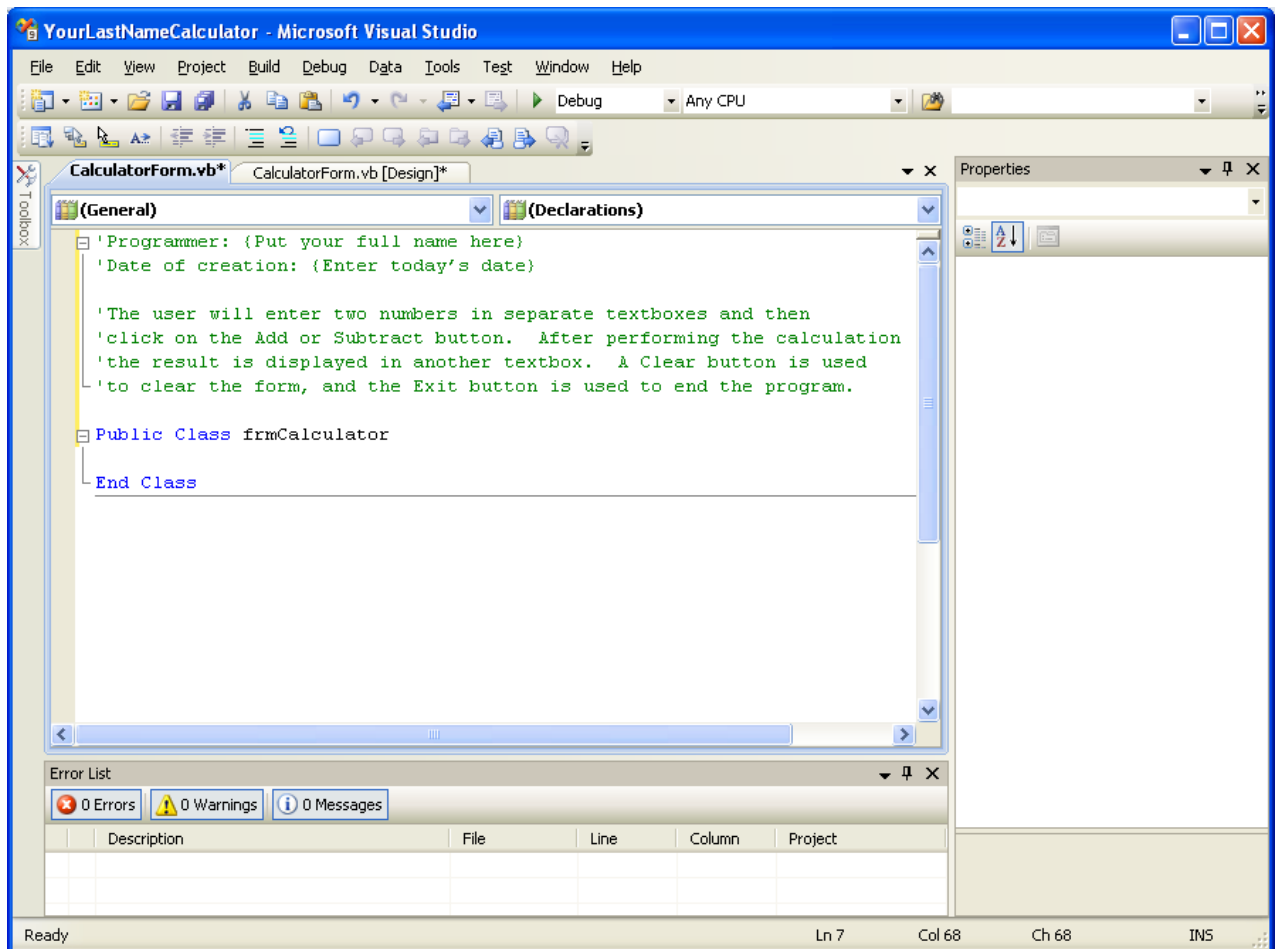 YourLastNameCalculator - Microsoft Visual Studio
File Edit View Project Build Debug Data Tools Test Window Help
Debug Any CPU
CalculatorForm.vb* CalculatorForm.vb [Design]*
Properties
Toolbox
(General) (Declarations)
'Programmer: {Put your full name here}
'Date of creation: {Enter today's date}
'The user will enter two numbers in separate textboxes and then
'click on the Add or Subtract button.  After performing the calculation
'the result is displayed in another textbox.  A Clear button is used
'to clear the form, and the Exit button is used to end the program.
Public Class frmCalculator
End Class
Error List
0 Errors 0 Warnings 0 Messages
Description File Line Column Project
Ready Ln 7 Col 68 Ch 68 INS